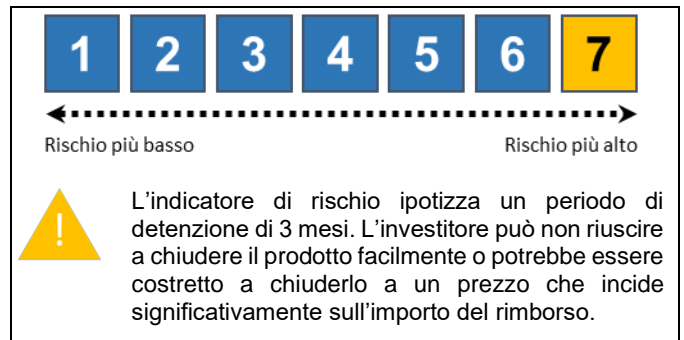 1 2 3 4 5 6 7
Rischio più basso Rischio più alto
!
L'indicatore di rischio ipotizza un periodo di
detenzione di 3 mesi. L'investitore può non riuscire
a chiudere il prodotto facilmente o potrebbe essere
costretto a chiuderlo a un prezzo che incide
significativamente sull'importo del rimborso.